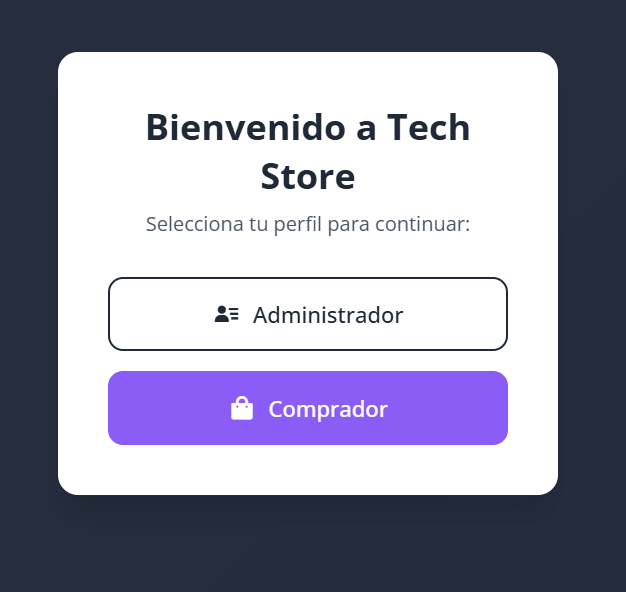 Bienvenido a Tech
Store
Selecciona tu perfil para continuar:
Administrador
Comprador